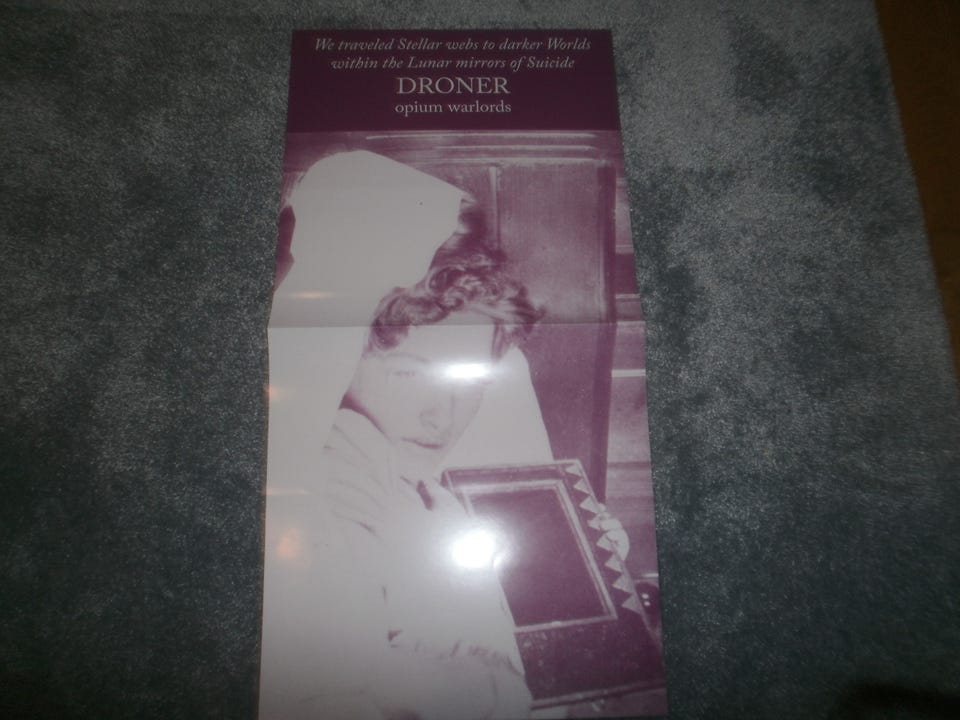 We traveled Stellar webs to darker Worlds
within the Lunar mirrors of Suicide
DRONER
opium warlords